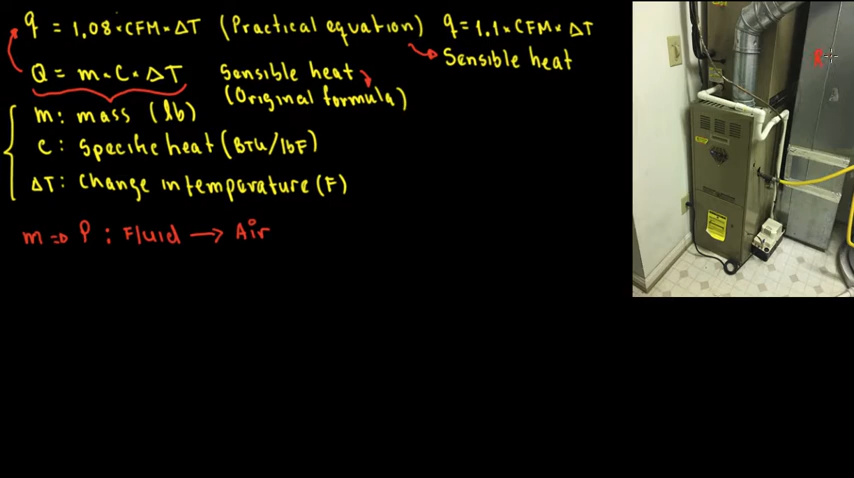 q = 1.08 * CFM * ΔT (Practical equation) q = 1.1 * CFM * ΔT
Sensible heat
Q = m · C · ΔT Sensible heat
(Original formula)
m: mass (lb)
c: Specific heat (BTU/lbF)
ΔT: Change in temperature (F)
m => ρ : Fluid → Air